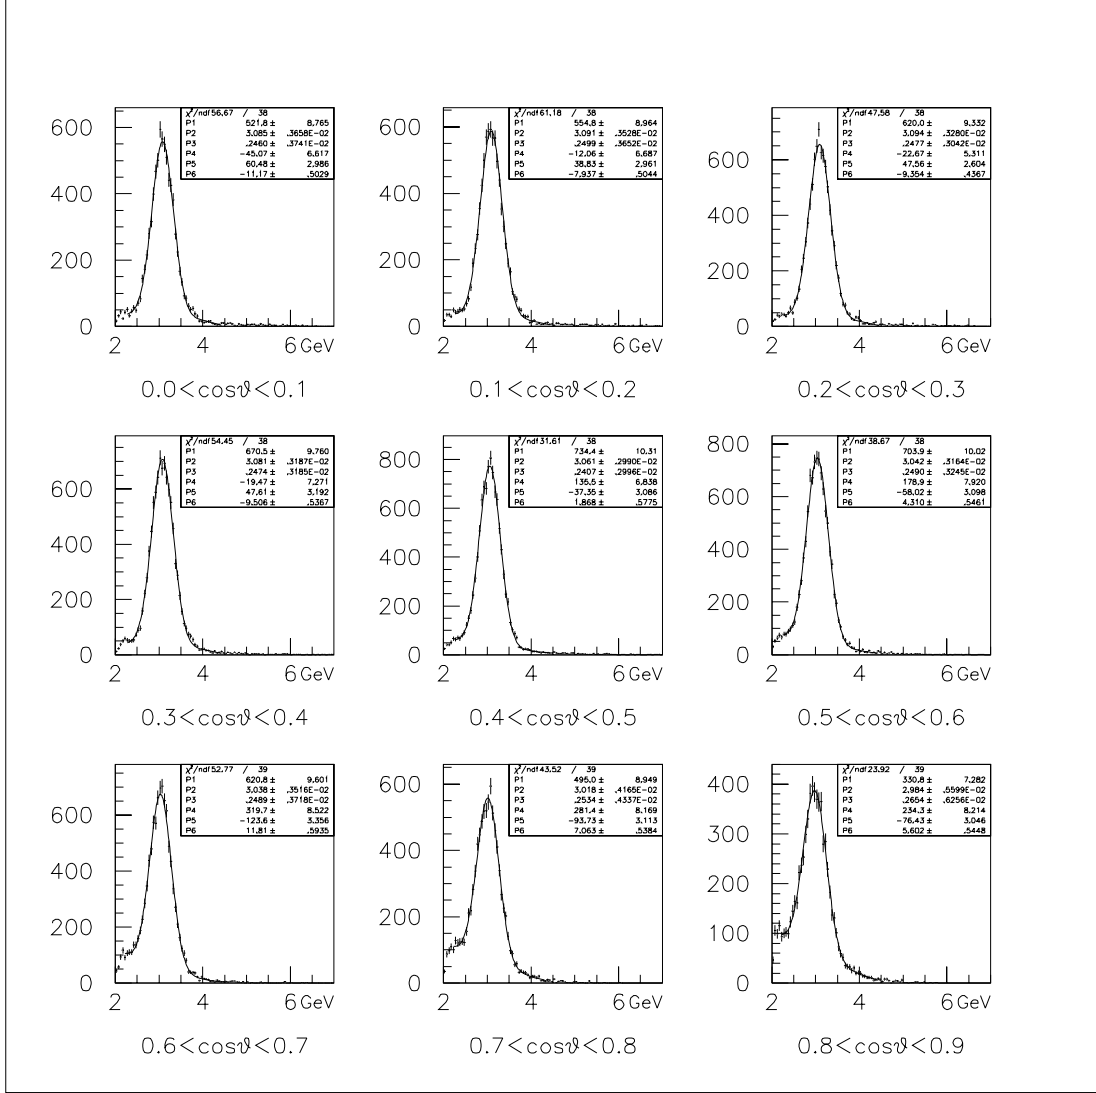 χ²/ndf 56.67 / 38
P1 521.8 ± 8.765
P2 3.085 ± .3658E-02
P3 .2460 ± .3741E-02
P4 -45.07 ± 6.617
P5 60.48 ± 2.986
P6 -11.17 ± .5029
600
400
200
0
2 4 6 GeV
0.0<cosϑ<0.1
χ²/ndf 61.18 / 38
P1 554.8 ± 8.964
P2 3.091 ± .3528E-02
P3 .2499 ± .3652E-02
P4 -12.06 ± 6.687
P5 38.83 ± 2.961
P6 -7.937 ± .5044
600
400
200
0
2 4 6 GeV
0.1<cosϑ<0.2
χ²/ndf 47.58 / 38
P1 620.0 ± 9.332
P2 3.094 ± .3280E-02
P3 .2477 ± .3042E-02
P4 -22.67 ± 5.311
P5 47.56 ± 2.604
P6 -9.354 ± .4367
600
400
200
0
2 4 6 GeV
0.2<cosϑ<0.3
χ²/ndf 54.45 / 38
P1 670.5 ± 9.760
P2 3.081 ± .3187E-02
P3 .2474 ± .3185E-02
P4 -19.47 ± 7.271
P5 47.61 ± 3.192
P6 -9.506 ± .5367
600
400
200
0
2 4 6 GeV
0.3<cosϑ<0.4
χ²/ndf 31.61 / 38
P1 734.4 ± 10.31
P2 3.061 ± .2990E-02
P3 .2407 ± .2996E-02
P4 135.5 ± 6.838
P5 -37.35 ± 3.086
P6 1.868 ± .5775
800
600
400
200
0
2 4 6 GeV
0.4<cosϑ<0.5
χ²/ndf 38.67 / 38
P1 703.9 ± 10.02
P2 3.042 ± .3164E-02
P3 .2490 ± .3245E-02
P4 178.9 ± 7.920
P5 -58.02 ± 3.098
P6 4.310 ± .5461
800
600
400
200
0
2 4 6 GeV
0.5<cosϑ<0.6
χ²/ndf 52.77 / 39
P1 620.8 ± 9.601
P2 3.038 ± .3516E-02
P3 .2489 ± .3718E-02
P4 319.7 ± 8.522
P5 -123.6 ± 3.356
P6 11.81 ± .5935
600
400
200
0
2 4 6 GeV
0.6<cosϑ<0.7
χ²/ndf 43.52 / 39
P1 495.0 ± 8.949
P2 3.018 ± .4165E-02
P3 .2534 ± .4337E-02
P4 281.4 ± 8.169
P5 -93.73 ± 3.113
P6 7.063 ± .5384
600
400
200
0
2 4 6 GeV
0.7<cosϑ<0.8
χ²/ndf 23.92 / 39
P1 330.8 ± 7.282
P2 2.984 ± .5599E-02
P3 .2654 ± .6256E-02
P4 234.3 ± 8.214
P5 -76.43 ± 3.046
P6 5.602 ± .5448
400
300
200
100
0
2 4 6 GeV
0.8<cosϑ<0.9